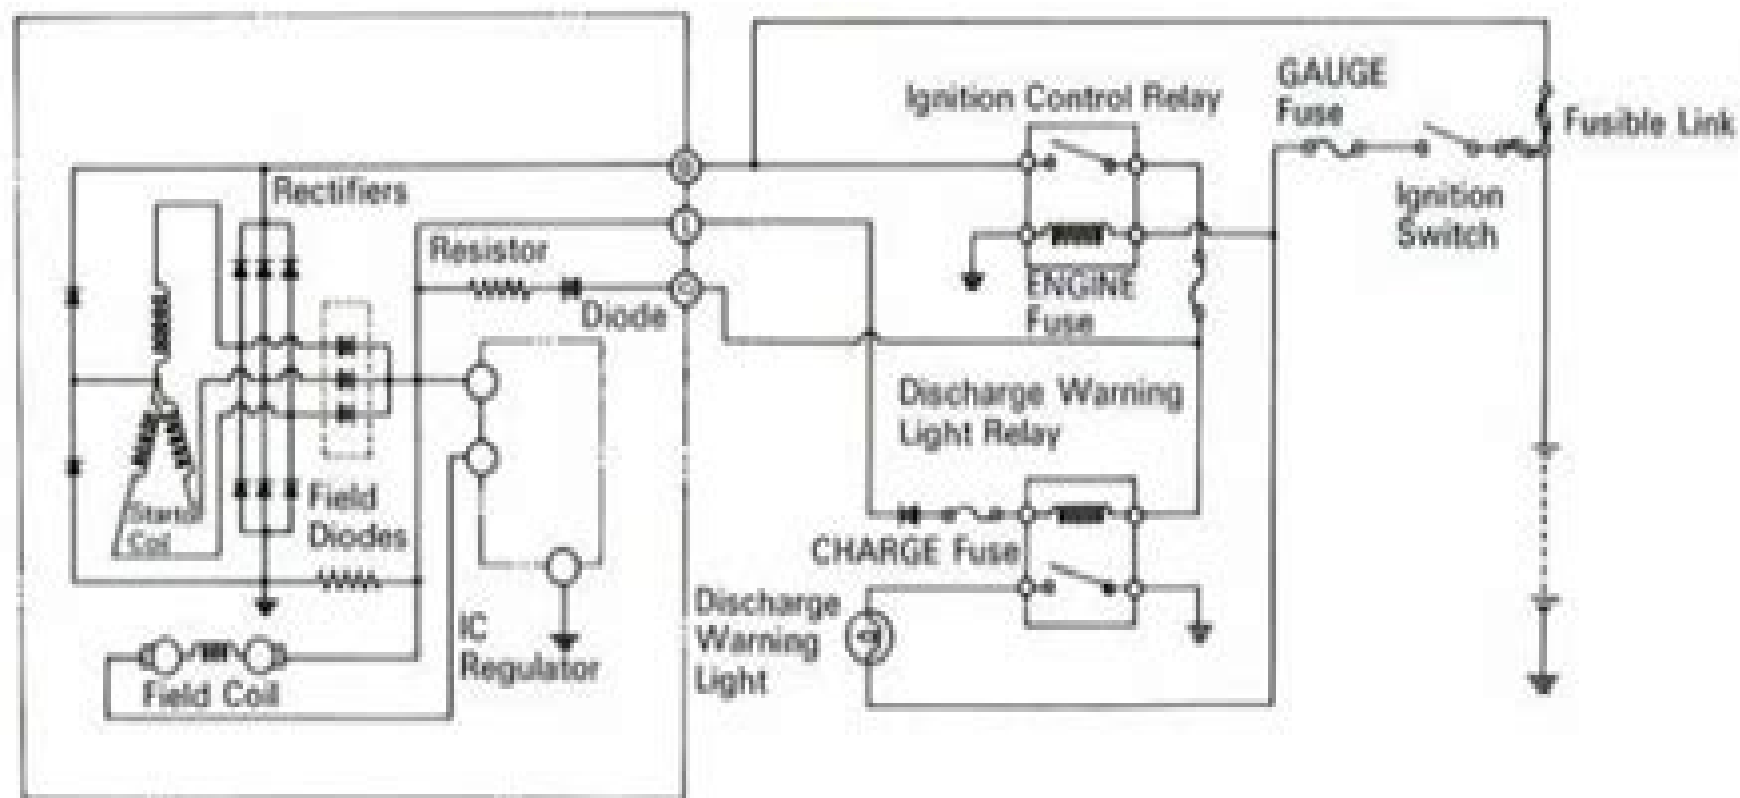 GAUGE
Fuse
Ignition Control Relay
Fusible Link
Rectifiers
Ignition
Switch
Resistor
ENGINE
Fuse
Diode
Discharge Warning
Light Relay
Field
Diodes
Coil
CHARGE Fuse
Discharge
Warning
Light
IC
Regulator
Field Coil